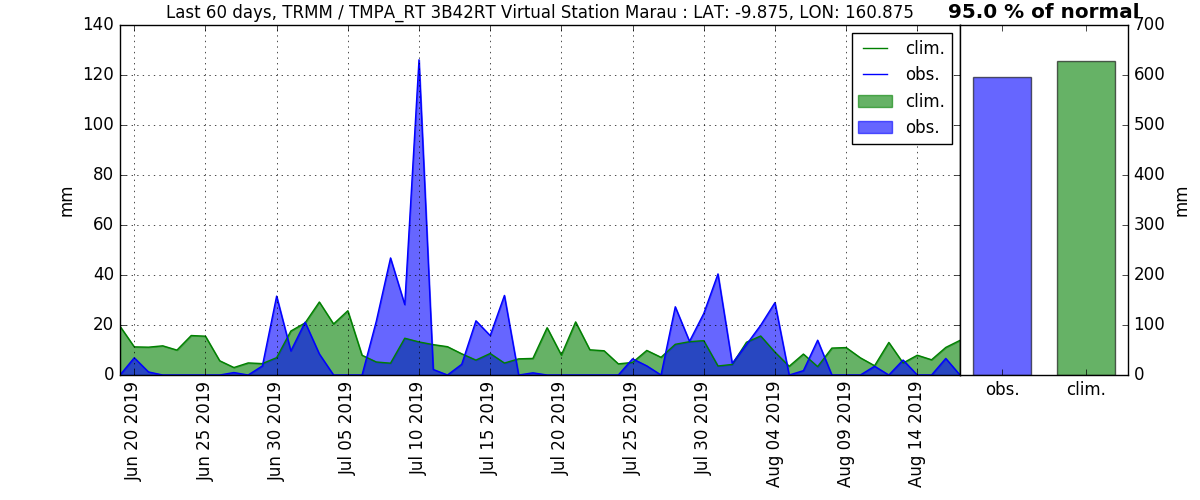 Last 60 days, TRMM / TMPA_RT 3B42RT Virtual Station Marau : LAT: -9.875, LON: 160.875
95.0 % of normal
mm
140
120
100
80
60
40
20
0
clim.
obs.
clim.
obs.
Jun 20 2019
Jun 25 2019
Jun 30 2019
Jul 05 2019
Jul 10 2019
Jul 15 2019
Jul 20 2019
Jul 25 2019
Jul 30 2019
Aug 04 2019
Aug 09 2019
Aug 14 2019
700
600
500
400
300
200
100
0
mm
obs.
clim.